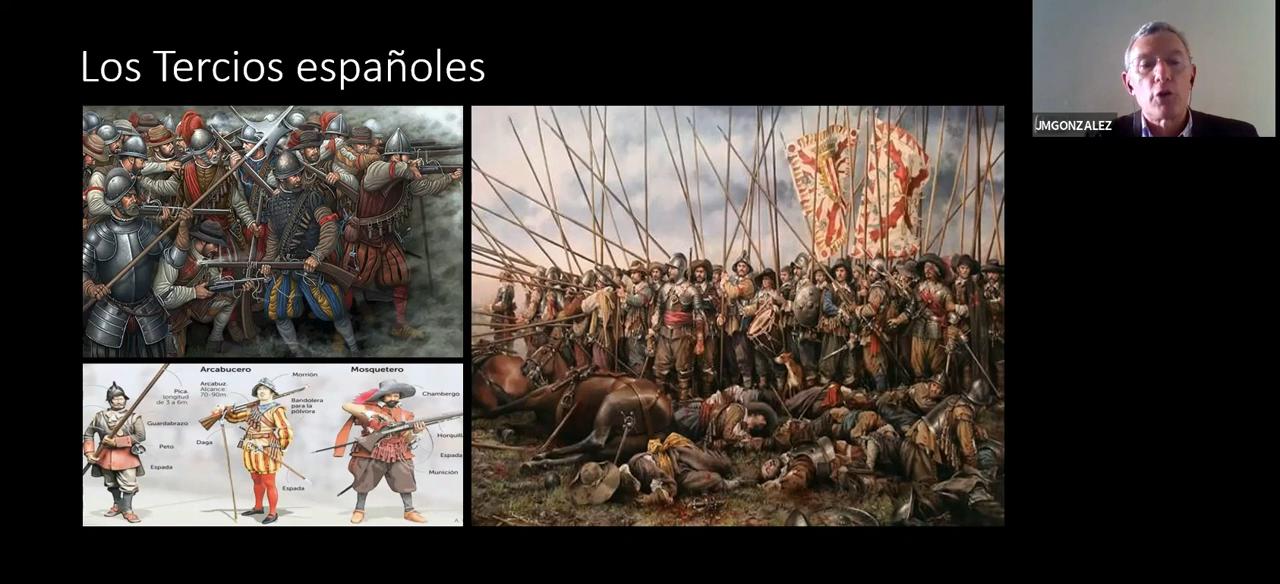 Los Tercios españoles
JMGONZALEZ
Arcabucero
Mosquetero
Pica.
longitud
de 3 a 6m.
Guardabrazo
Peto
Espada
Arcabuz.
Alcance:
70-90m.
Morrión
Bandolera
para la
pólvora
Daga
Espada
Chambergo
Horquill
Espada
Munición